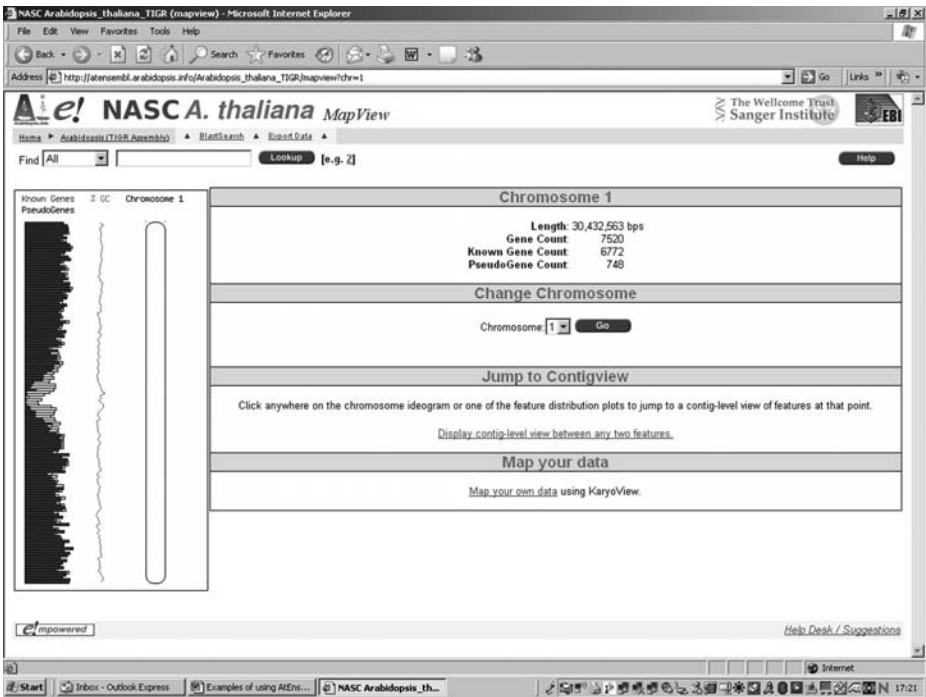 NASC Arabidopsis_thaliana_TIGR (mapview) - Microsoft Internet Explorer
File Edit View Favorites Tools Help
Back Search Favorites
Address http://atensembl.arabidopsis.info/Arabidopsis_thaliana_TIGR/mapview?chr=1 Go Links »
e! NASC A. thaliana MapView The Wellcome Trust Sanger Institute EBI
Home Arabidopsis(TIGR Assembly) BlastSearch Export Data
Find All Lookup [e.g. 2] Help
Known Genes % GC Chromosome 1
PseudoGenes
Chromosome 1
Length: 30,432,563 bps
Gene Count: 7520
Known Gene Count: 6772
PseudoGene Count: 748
Change Chromosome
Chromosome: 1 Go
Jump to Contigview
Click anywhere on the chromosome ideogram or one of the feature distribution plots to jump to a contig-level view of features at that point.
Display contig-level view between any two features.
Map your data
Map your own data using KaryoView.
e! mpowered Help Desk / Suggestions
Internet
Start Inbox - Outlook Express Examples of using AtEns... NASC Arabidopsis_th... 17:21